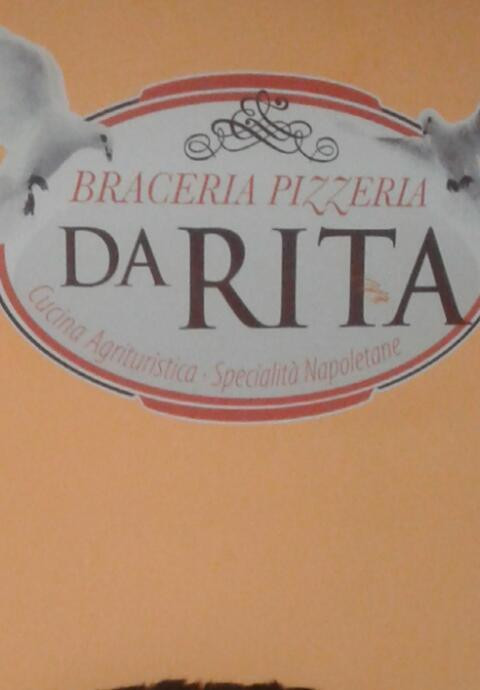 BRACERIA PIZZERIA
DA RITA
Cucina Agrituristica · Specialità Napoletane